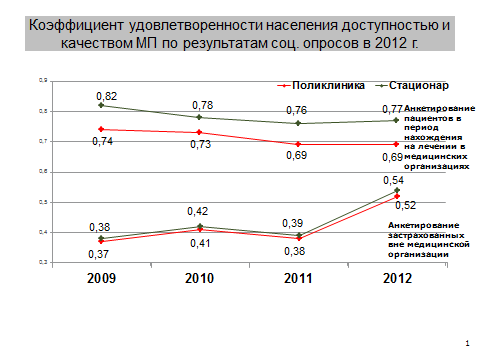 Коэффициент удовлетворенности населения доступностью и
качеством МП по результатам соц. опросов в 2012 г.
Поликлиника Стационар
0,9
0,8
0,7
0,6
0,5
0,4
0,3
0,82
0,78
0,76
0,77
0,74
0,73
0,69
0,69
Анкетирование
пациентов в
период
нахождения
на лечении в
медицинских
организациях
0,38
0,42
0,39
0,54
0,37
0,41
0,38
0,52
Анкетирование
застрахованных
вне медицинской
организации
2009 2010 2011 2012
1